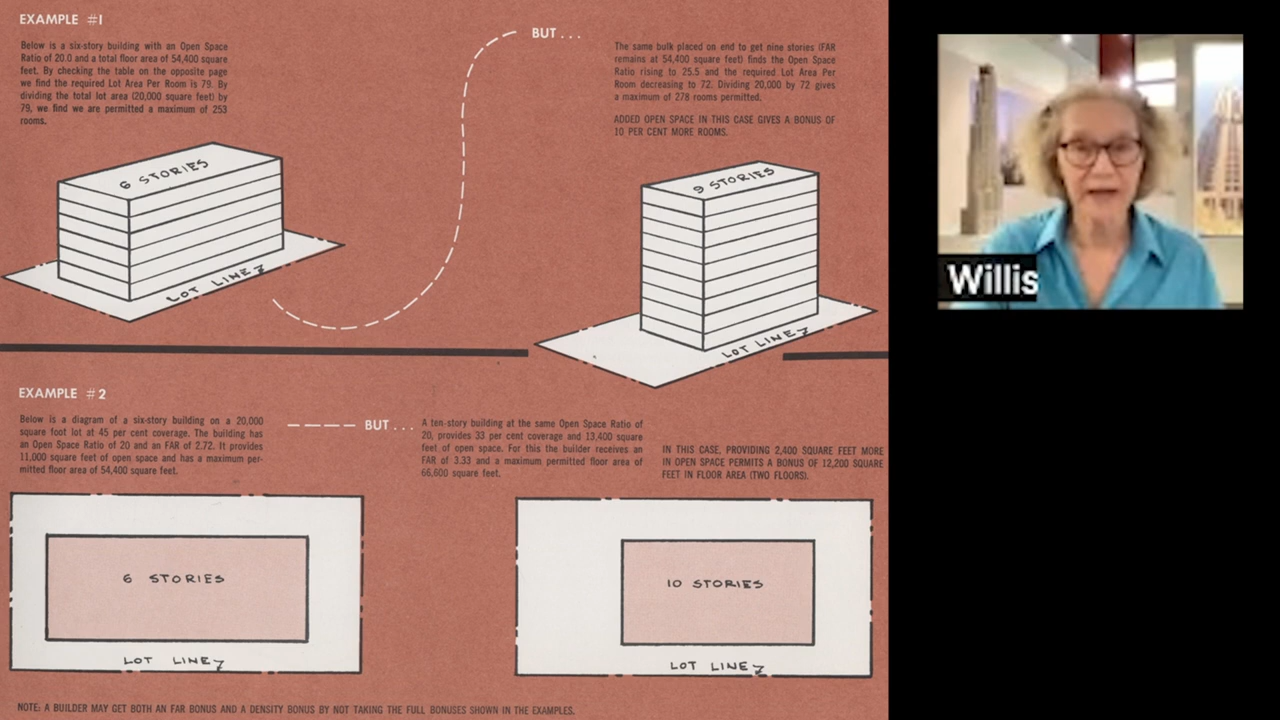 EXAMPLE #1
Below is a six-story building with an Open Space
Ratio of 20.0 and a total floor area of 54,400 square
feet. By checking the table on the opposite page
we find the required Lot Area Per Room is 79. By
dividing the total lot area (20,000 square feet) by
79, we find we are permitted a maximum of 253
rooms.
BUT . . .
The same bulk placed on end to get nine stories (FAR
remains at 54,400 square feet) finds the Open Space
Ratio rising to 25.5 and the required Lot Area Per
Room decreasing to 72. Dividing 20,000 by 72 gives
a maximum of 278 rooms permitted.
ADDED OPEN SPACE IN THIS CASE GIVES A BONUS OF
10 PER CENT MORE ROOMS.
6 STORIES
LOT LINE
9 STORIES
LOT LINE
Willis
EXAMPLE #2
Below is a diagram of a six-story building on a 20,000
square foot lot at 45 per cent coverage. The building has
an Open Space Ratio of 20 and an FAR of 2.72. It provides
11,000 square feet of open space and has a maximum per-
mitted floor area of 54,400 square feet.
BUT . . .
A ten-story building at the same Open Space Ratio of
20, provides 33 per cent coverage and 13,400 square
feet of open space. For this the builder receives an
FAR of 3.33 and a maximum permitted floor area of
66,600 square feet.
IN THIS CASE, PROVIDING 2,400 SQUARE FEET MORE
IN OPEN SPACE PERMITS A BONUS OF 12,200 SQUARE
FEET IN FLOOR AREA (TWO FLOORS).
6 STORIES
LOT LINE
10 STORIES
LOT LINE
NOTE: A BUILDER MAY GET BOTH AN FAR BONUS AND A DENSITY BONUS BY NOT TAKING THE FULL BONUSES SHOWN IN THE EXAMPLES.